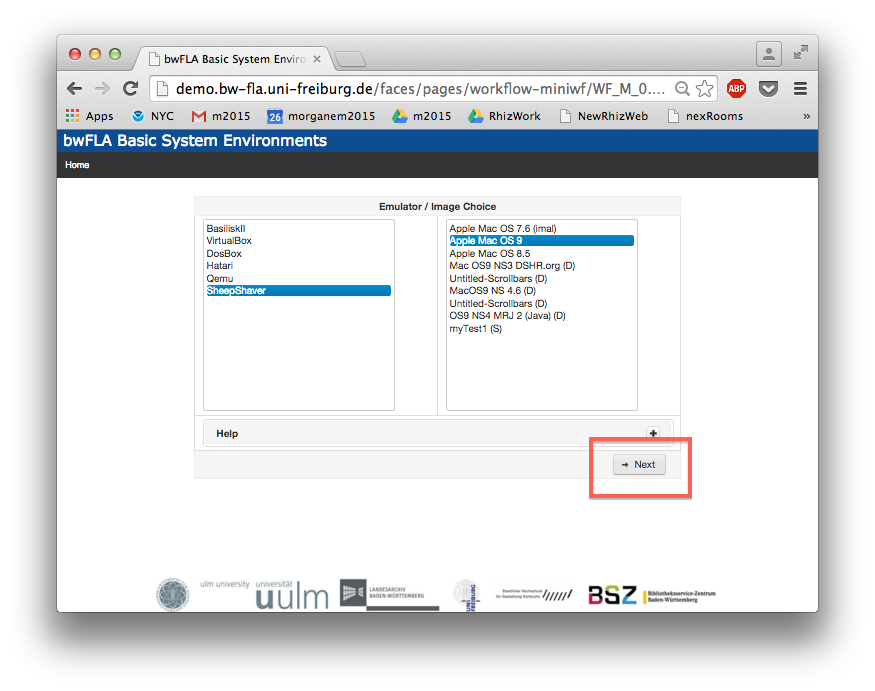 bwFLA Basic System Enviro
demo.bw-fla.uni-freiburg.de/faces/pages/workflow-miniwf/WF_M_0....
ABP
Apps NYC m2015 26 morganem2015 m2015 RhizWork NewRhizWeb nexRooms »
bwFLA Basic System Environments
Home
Emulator / Image Choice
BasiliskII
VirtualBox
DosBox
Hatari
Qemu
SheepShaver
Apple Mac OS 7.6 (imal)
Apple Mac OS 9
Apple Mac OS 8.5
Mac OS9 NS3 DSHR.org (D)
Untitled-Scrollbars (D)
MacOS9 NS 4.6 (D)
Untitled-Scrollbars (D)
OS9 NS4 MRJ 2 (Java) (D)
myTest1 (S)
Help
Next
ulm university universität
uulm
LANDESARCHIV
BADEN-WÜRTTEMBERG
UNI
FREIBURG
Staatliche Hochschule
für Gestaltung Karlsruhe
BSZ
Bibliotheksservice-Zentrum
Baden-Württemberg